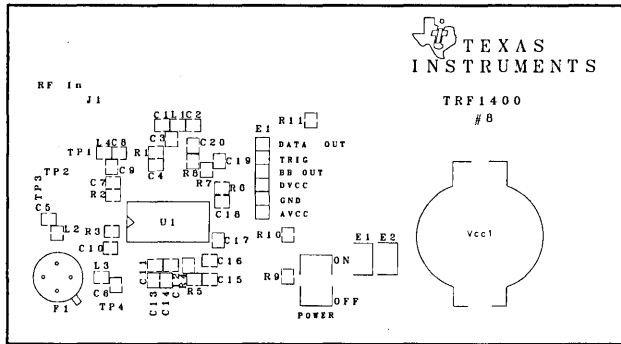 TEXAS
INSTRUMENTS
TRF1400
#8
RF In
J1
C1 L1 C2
R11
E1
C3
C20
DATA OUT
TRIG
BB OUT
DVCC
GND
AVCC
TP1
L4 C8
R1
C19
C9
C4
R8
R7
TP2
TP3
C7
R2
R6
C18
C5
L2
R3
U1
C17
R10
E1 E2
Vcc1
C10
C16
L3
C11
R9
ON
OFF
POWER
C6
TP4
C13
C14
C12
R4
R5
C15
F1